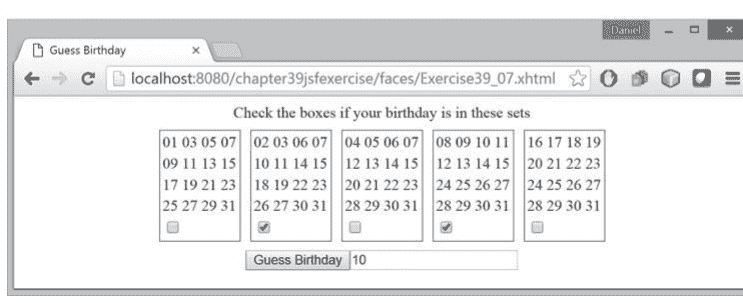 Daniel
Guess Birthday
localhost:8080/chapter39jsfexercise/faces/Exercise39_07.xhtml
Check the boxes if your birthday is in these sets
01 03 05 07
09 11 13 15
17 19 21 23
25 27 29 31
02 03 06 07
10 11 14 15
18 19 22 23
26 27 30 31
04 05 06 07
12 13 14 15
20 21 22 23
28 29 30 31
08 09 10 11
12 13 14 15
24 25 26 27
28 29 30 31
16 17 18 19
20 21 22 23
24 25 26 27
28 29 30 31
Guess Birthday 10